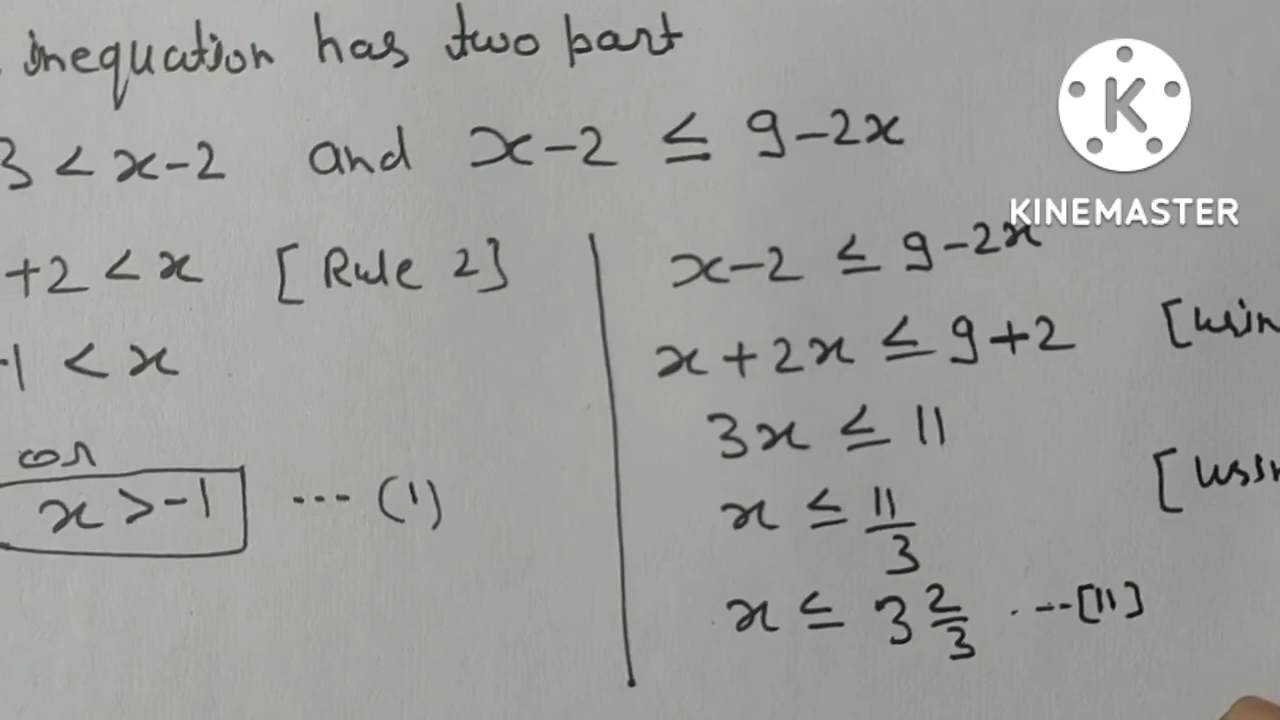 inequation has two part
3 < x-2 and x-2 ≤ 9-2x
+2 < x [Rule 2]
-1 < x
or
x > -1 --- (1)
x-2 ≤ 9-2x
x+2x ≤ 9+2
3x ≤ 11
x ≤ 11/3
x ≤ 3 2/3 ---[11]
K
KINEMASTER